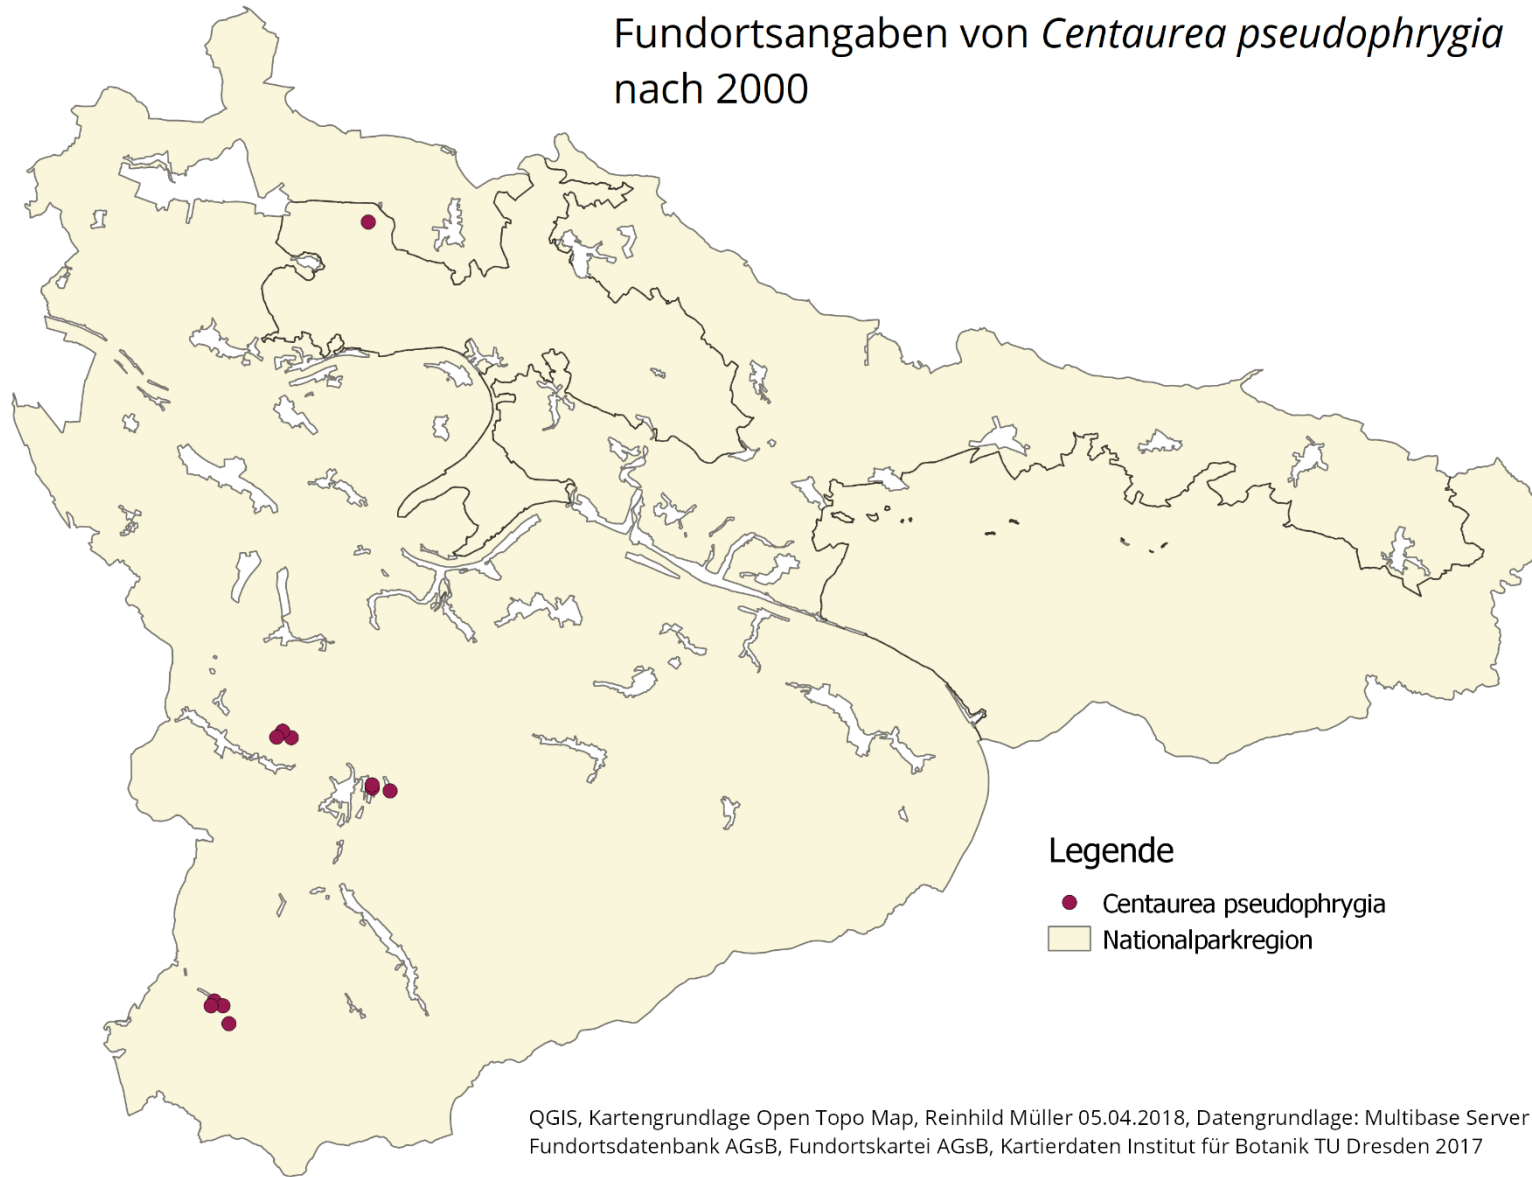 Fundortsangaben von Centaurea pseudophrygia
nach 2000
Legende
Centaurea pseudophrygia
Nationalparkregion
QGIS, Kartengrundlage Open Topo Map, Reinhild Müller 05.04.2018, Datengrundlage: Multibase Server
Fundortsdatenbank AGsB, Fundortskartei AGsB, Kartierdaten Institut für Botanik TU Dresden 2017